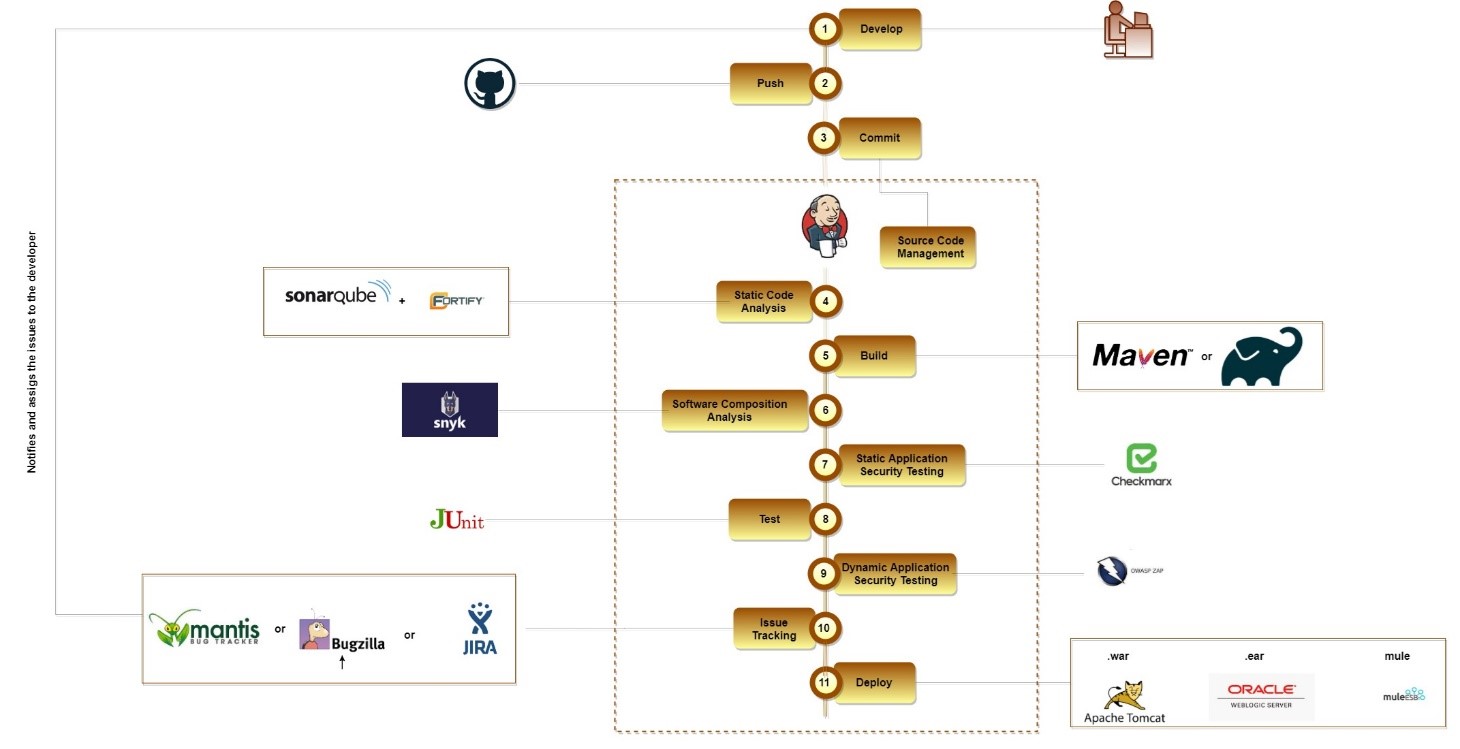 1
Develop
Push
2
3
Commit
Source Code
Management
Notifies and assigs the issues to the developer
sonarqube
+
FORTIFY
Static Code
Analysis
4
5
Build
Maven™
or
snyk
Software Composition
Analysis
6
7
Static Application
Security Testing
Checkmarx
JUnit
Test
8
9
Dynamic Application
Security Testing
OWASP ZAP
mantis
BUG TRACKER
or
Bugzilla
or
JIRA
Issue
Tracking
10
11
Deploy
.war
.ear
mule
Apache Tomcat
ORACLE
WEBLOGIC SERVER
muleESB